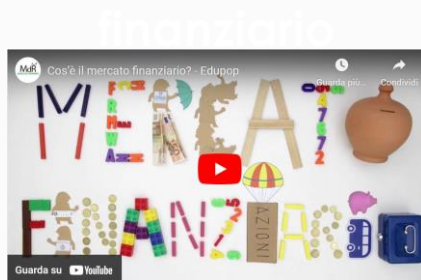 finanziario
MdR Cos'è il mercato finanziario? - Edupop
Guarda più... Condividi
MERCATO
FINANZIARIO
AZIONI
Guarda su YouTube